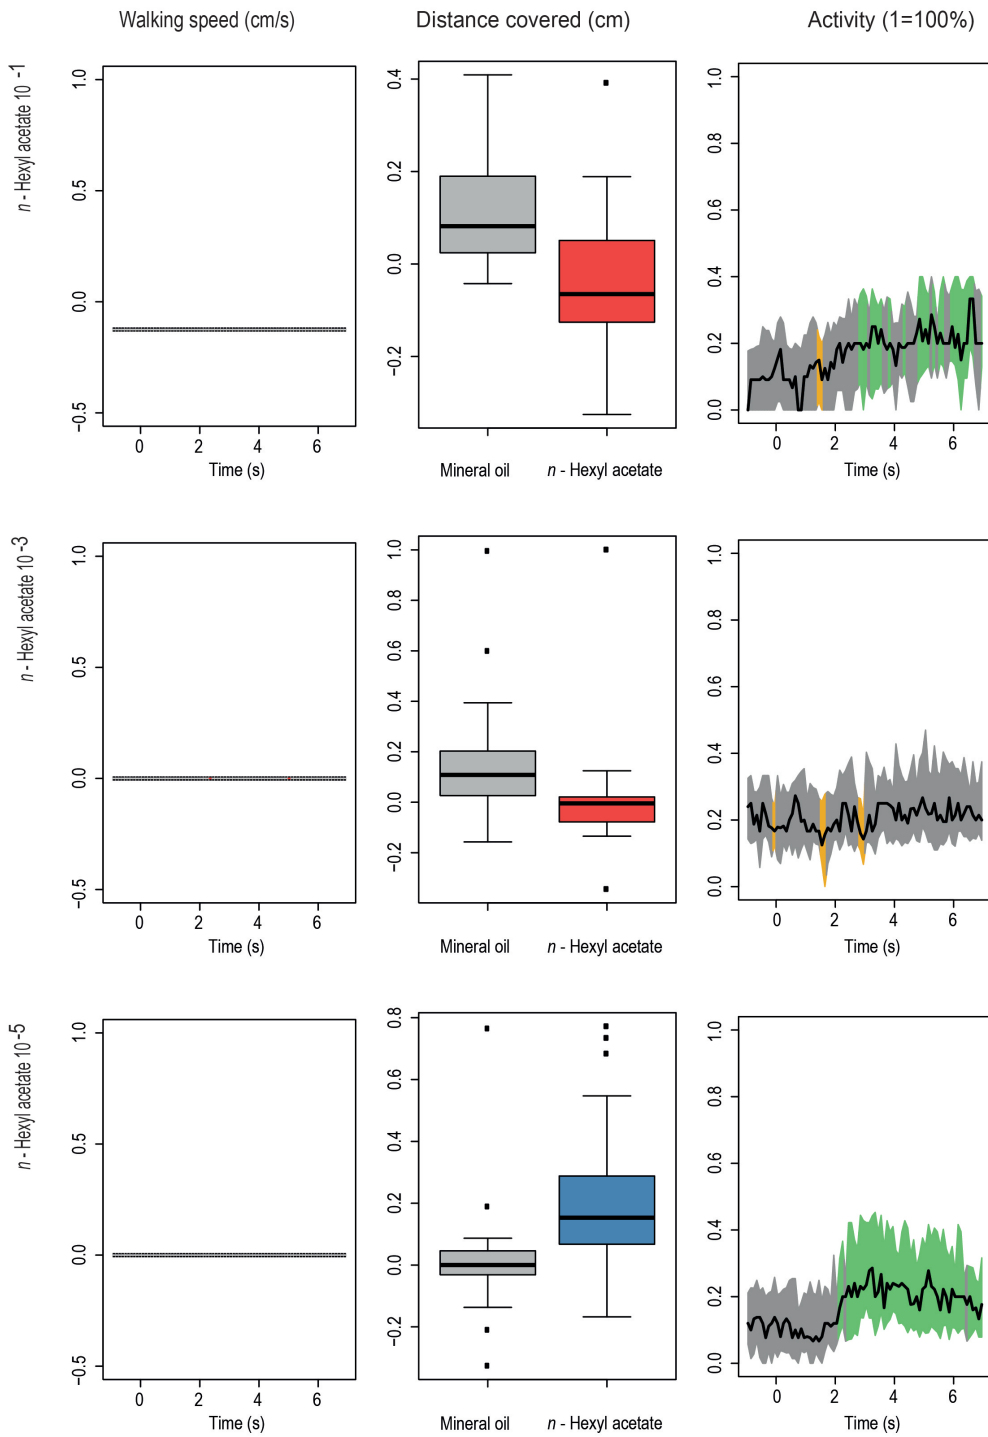 Walking speed (cm/s)
Distance covered (cm)
Activity (1=100%)
n - Hexyl acetate 10 -1
1.0
0.5
0.0
−0.5
0 2 4 6
Time (s)
0.4
0.2
0.0
−0.2
Mineral oil n - Hexyl acetate
1.0
0.8
0.6
0.4
0.2
0.0
0 2 4 6
Time (s)
n - Hexyl acetate 10 -3
1.0
0.5
0.0
−0.5
0 2 4 6
Time (s)
1.0
0.8
0.6
0.4
0.2
0.0
−0.2
Mineral oil n - Hexyl acetate
1.0
0.8
0.6
0.4
0.2
0.0
0 2 4 6
Time (s)
n - Hexyl acetate 10 -5
1.0
0.5
0.0
−0.5
0 2 4 6
Time (s)
0.8
0.6
0.4
0.2
0.0
−0.2
Mineral oil n - Hexyl acetate
1.0
0.8
0.6
0.4
0.2
0.0
0 2 4 6
Time (s)